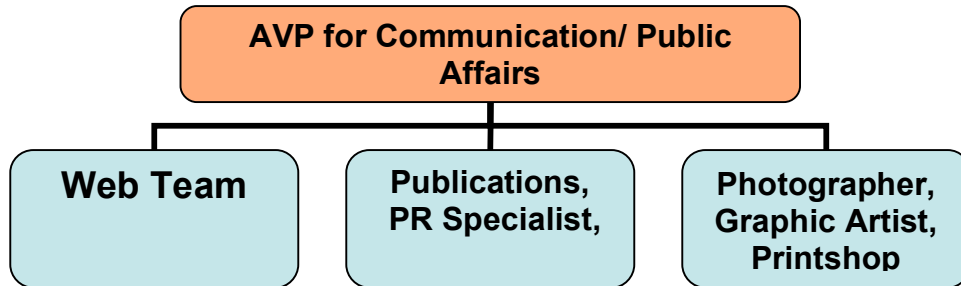 AVP for Communication/ Public
Affairs
Web Team
Publications,
PR Specialist,
Photographer,
Graphic Artist,
Printshop